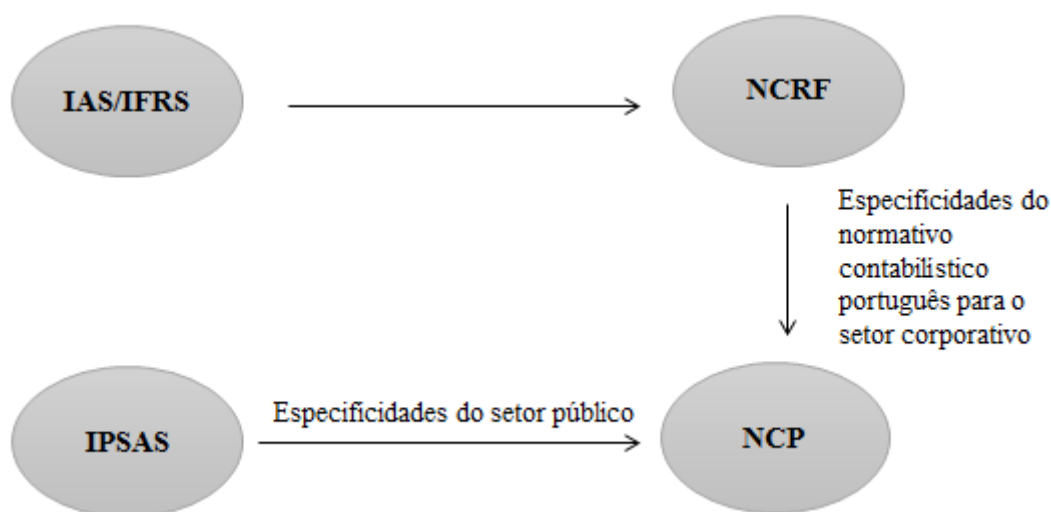 IAS/IFRS
NCRF
Especificidades do
normativo
contabilístico
português para o
setor corporativo
Especificidades do setor público
IPSAS
NCP